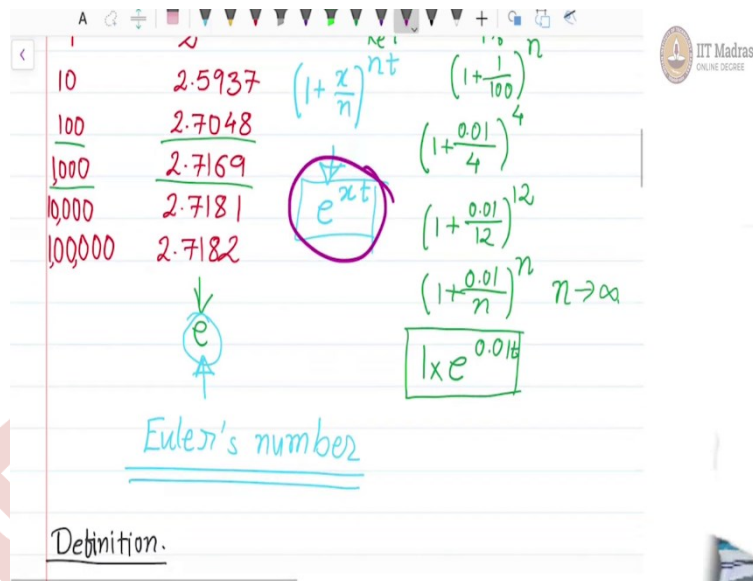 A
10 2.5937 (1+x/n)^nt (1+1/100)^n
100 2.7048 (1+0.01/4)^4
1000 2.7169 e^xt
10,000 2.7181 (1+0.01/12)^12
1,00,000 2.7182 (1+0.01/n)^n n→∞
e 1×e^0.01t
Euler's number
Definition.
IIT Madras
ONLINE DEGREE